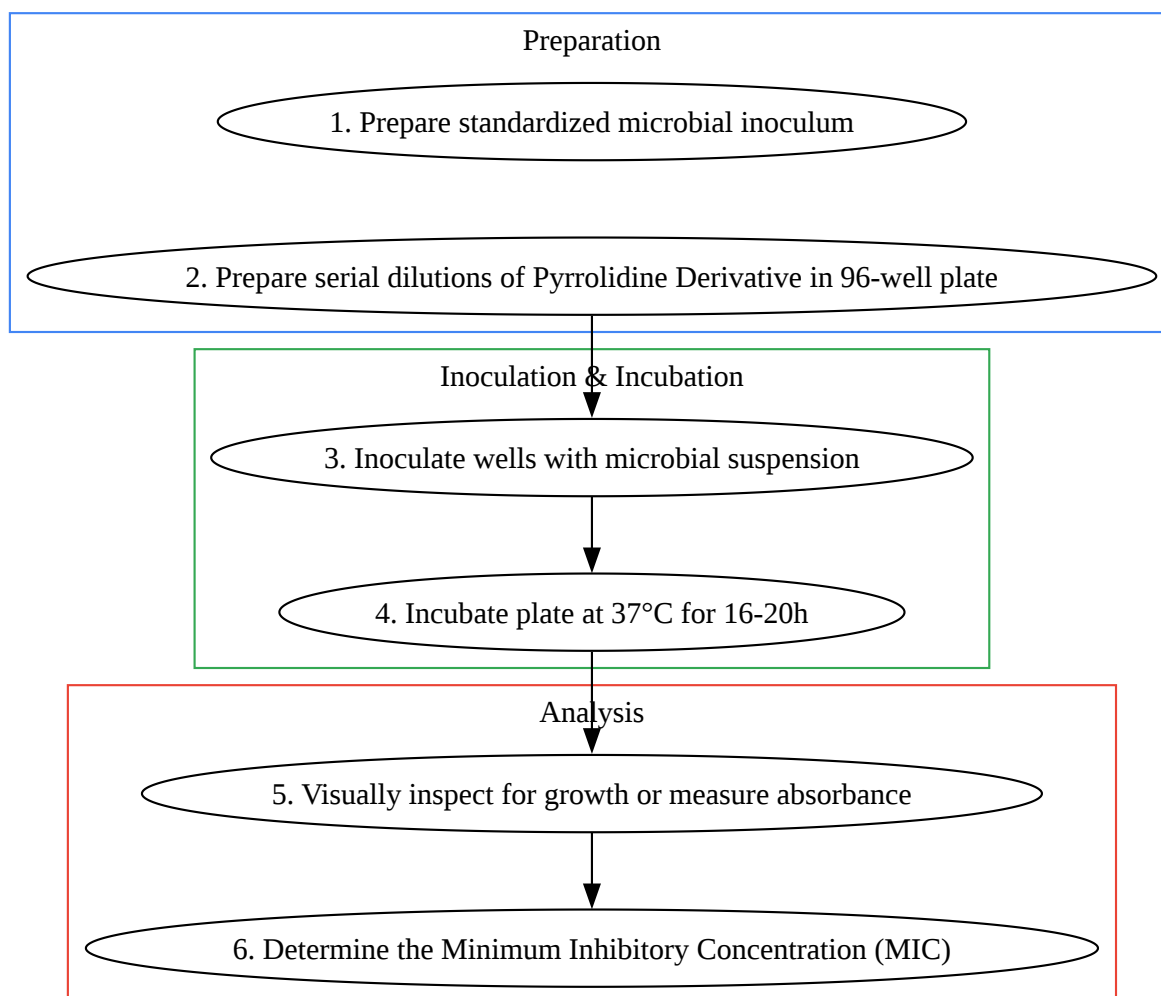 Preparation
1. Prepare standardized microbial inoculum
2. Prepare serial dilutions of Pyrrolidine Derivative in 96-well plate
Inoculation & Incubation
3. Inoculate wells with microbial suspension
4. Incubate plate at 37°C for 16-20h
Analysis
5. Visually inspect for growth or measure absorbance
6. Determine the Minimum Inhibitory Concentration (MIC)